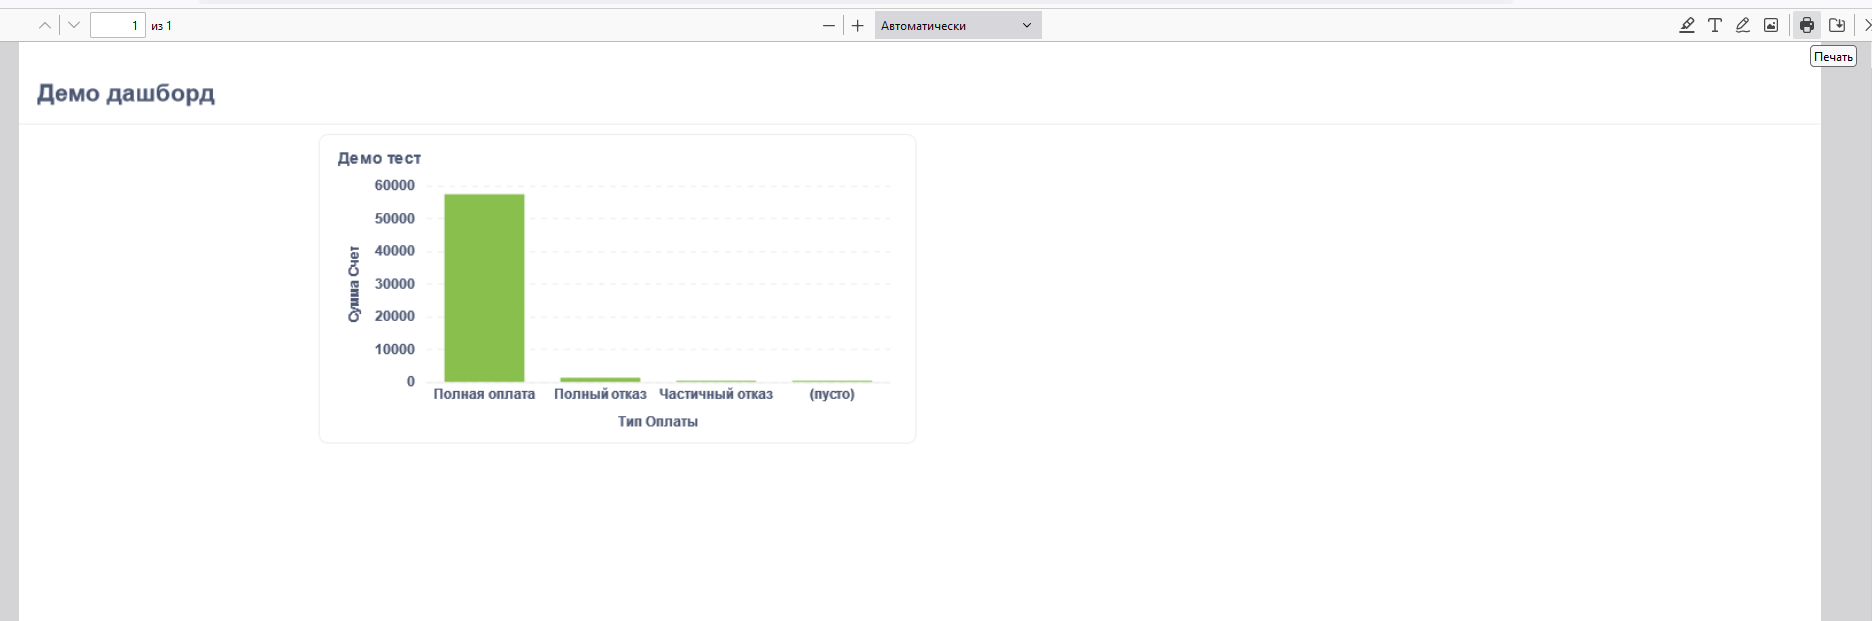 1 из 1
Автоматически
Печать
Демо дашборд
Демо тест
60000
50000
40000
30000
20000
10000
0
Сумма Счет
Полная оплата Полный отказ Частичный отказ (пусто)
Тип Оплаты